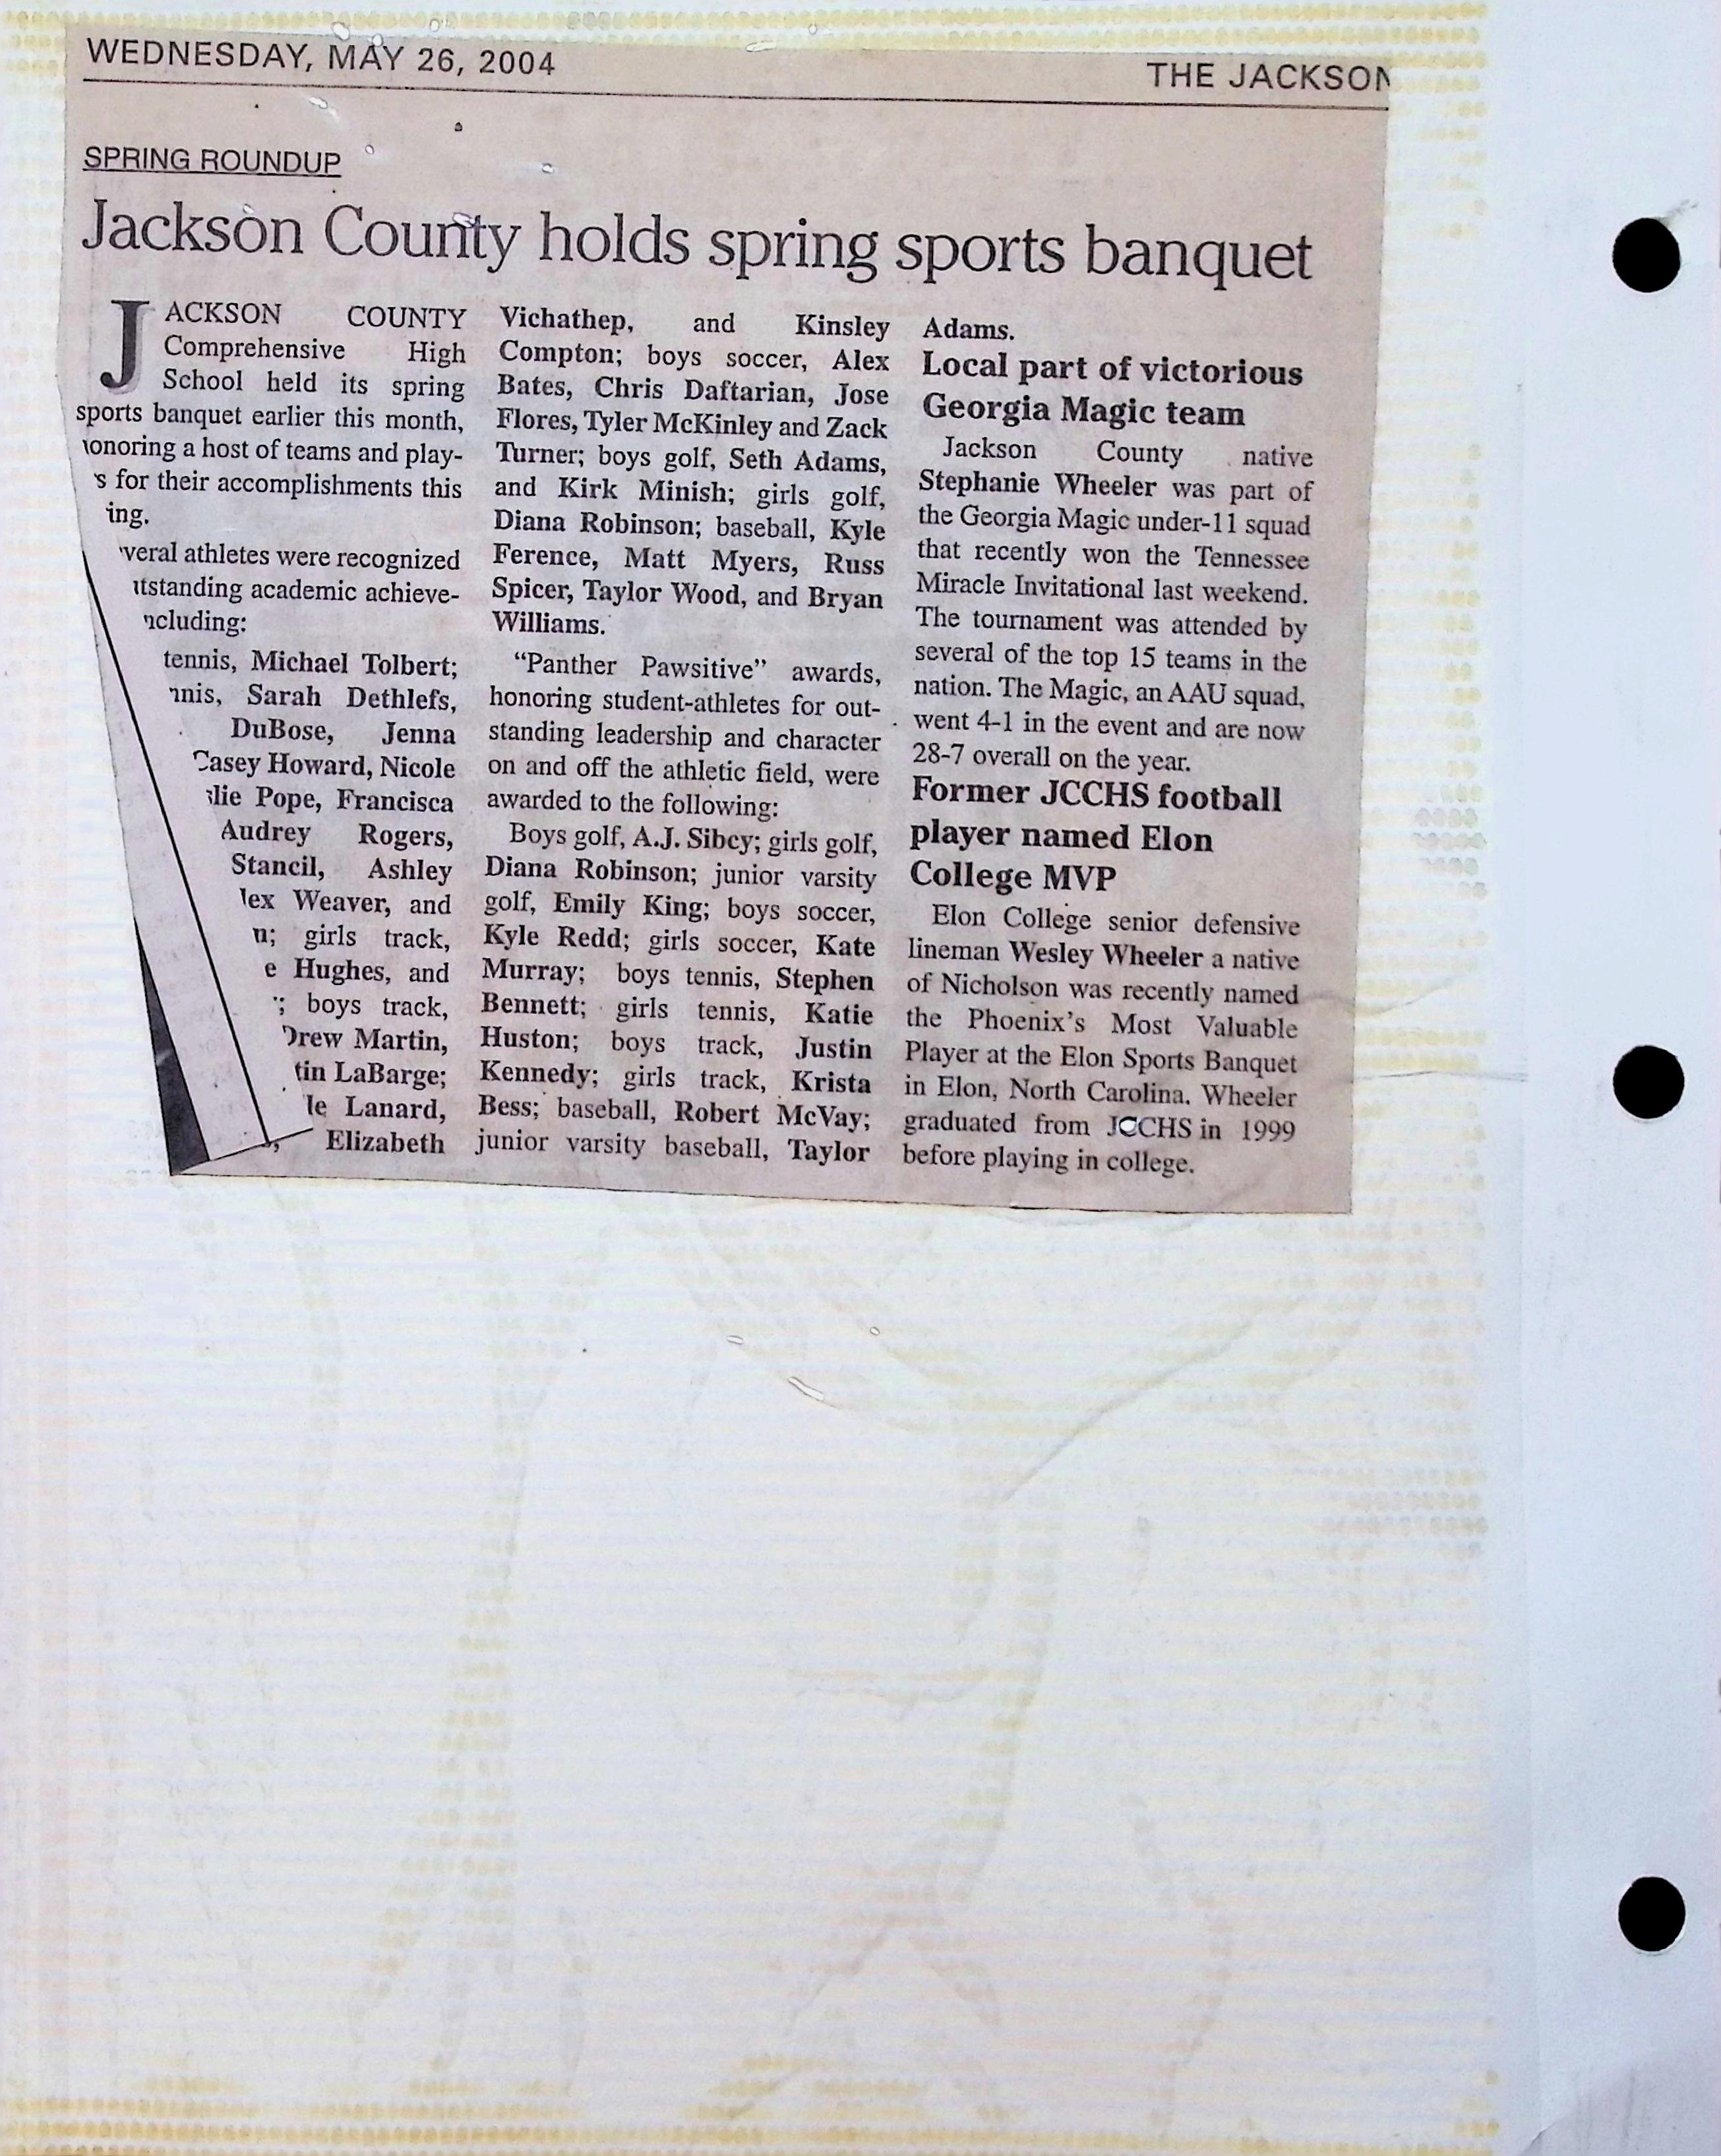 WEDNESDAY, MAY 26, 2004
THE JACKSON
SPRING ROUNDUP
Jackson County holds spring sports banquet
JACKSON COUNTY
Comprehensive High
School held its spring
sports banquet earlier this month,
onoring a host of teams and play-
s for their accomplishments this
ing.
veral athletes were recognized
utstanding academic achieve-
ncluding:
tennis, Michael Tolbert;
nnis, Sarah Dethlefs,
DuBose, Jenna
Casey Howard, Nicole
slie Pope, Francisca
Audrey Rogers,
Stancil, Ashley
lex Weaver, and
n; girls track,
e Hughes, and
; boys track,
Drew Martin,
tin LaBarge;
le Lanard,
Elizabeth
Vichathep, and Kinsley
Compton; boys soccer, Alex
Bates, Chris Daftarian, Jose
Flores, Tyler McKinley and Zack
Turner; boys golf, Seth Adams,
and Kirk Minish; girls golf,
Diana Robinson; baseball, Kyle
Ference, Matt Myers, Russ
Spicer, Taylor Wood, and Bryan
Williams.
“Panther Pawsitive” awards,
honoring student-athletes for out-
standing leadership and character
on and off the athletic field, were
awarded to the following:
Boys golf, A.J. Sibcy; girls golf,
Diana Robinson; junior varsity
golf, Emily King; boys soccer,
Kyle Redd; girls soccer, Kate
Murray; boys tennis, Stephen
Bennett; girls tennis, Katie
Huston; boys track, Justin
Kennedy; girls track, Krista
Bess; baseball, Robert McVay;
junior varsity baseball, Taylor
Adams.
Local part of victorious
Georgia Magic team
Jackson County native
Stephanie Wheeler was part of
the Georgia Magic under-11 squad
that recently won the Tennessee
Miracle Invitational last weekend.
The tournament was attended by
several of the top 15 teams in the
nation. The Magic, an AAU squad,
went 4-1 in the event and are now
28-7 overall on the year.
Former JCCHS football
player named Elon
College MVP
Elon College senior defensive
lineman Wesley Wheeler a native
of Nicholson was recently named
the Phoenix’s Most Valuable
Player at the Elon Sports Banquet
in Elon, North Carolina. Wheeler
graduated from JCCHS in 1999
before playing in college.